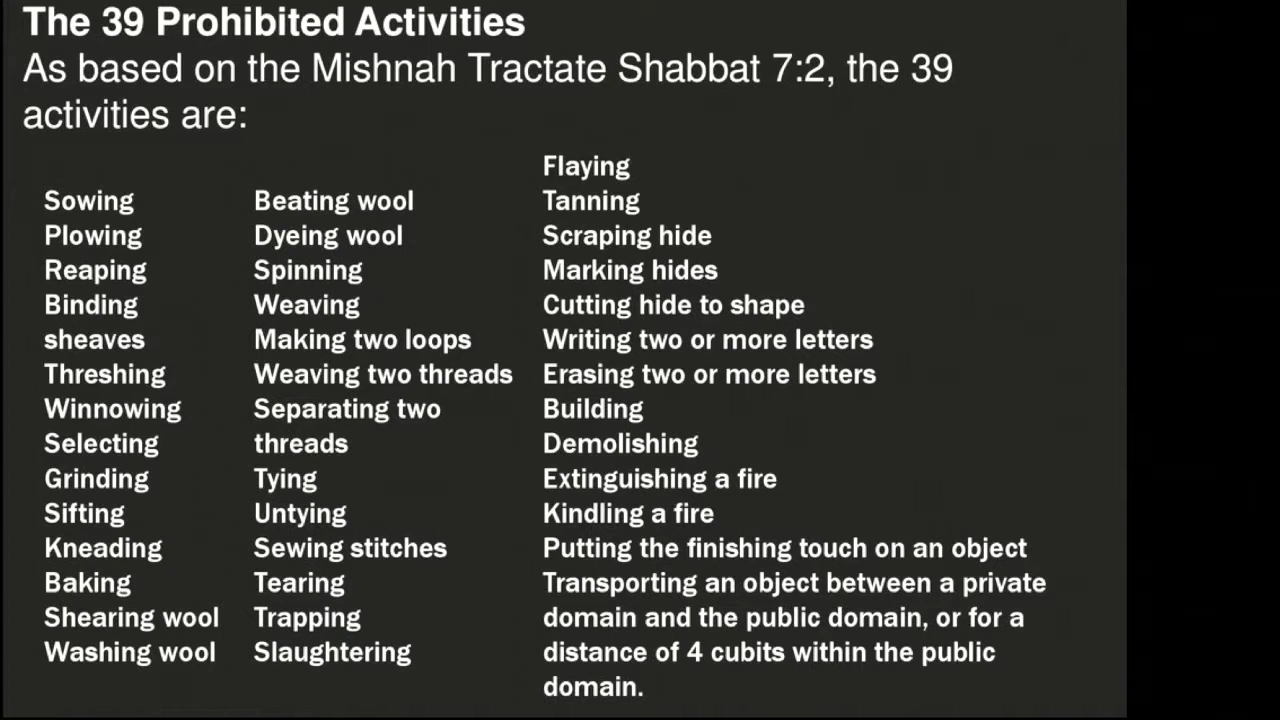 The 39 Prohibited Activities
As based on the Mishnah Tractate Shabbat 7:2, the 39
activities are:
Sowing
Plowing
Reaping
Binding
sheaves
Threshing
Winnowing
Selecting
Grinding
Sifting
Kneading
Baking
Shearing wool
Washing wool
Beating wool
Dyeing wool
Spinning
Weaving
Making two loops
Weaving two threads
Separating two
threads
Tying
Untying
Sewing stitches
Tearing
Trapping
Slaughtering
Flaying
Tanning
Scraping hide
Marking hides
Cutting hide to shape
Writing two or more letters
Erasing two or more letters
Building
Demolishing
Extinguishing a fire
Kindling a fire
Putting the finishing touch on an object
Transporting an object between a private
domain and the public domain, or for a
distance of 4 cubits within the public
domain.